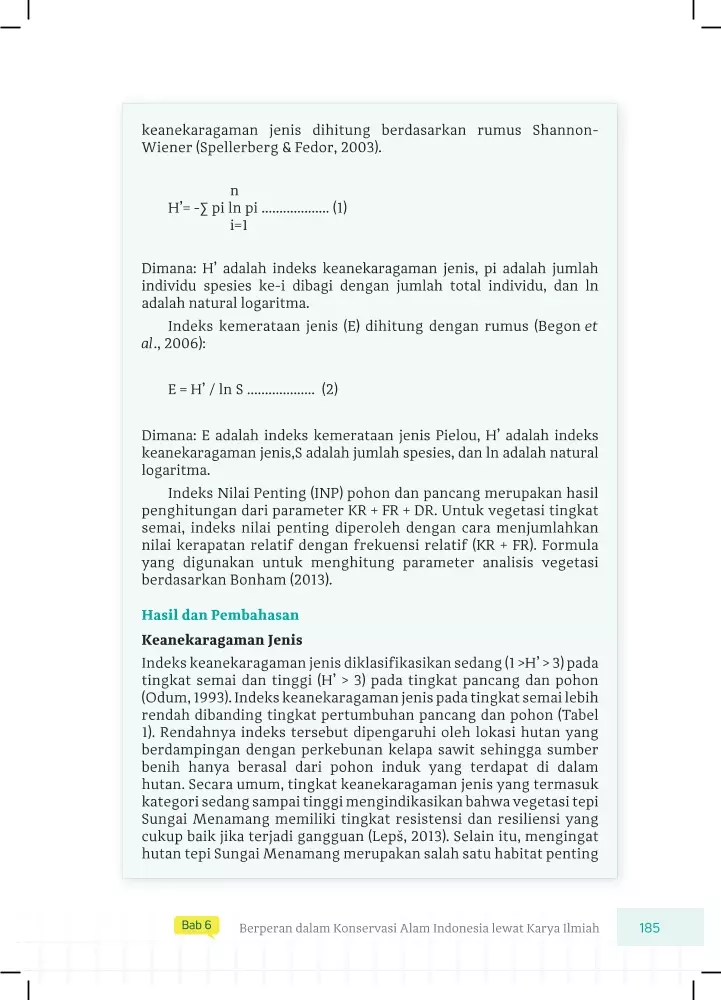 keanekaragaman jenis dihitung berdasarkan rumus Shannon-
Wiener (Spellerberg & Fedor, 2003).
n
H’= -∑ pi ln pi ................... (1)
i=1
Dimana: H’ adalah indeks keanekaragaman jenis, pi adalah jumlah
individu spesies ke-i dibagi dengan jumlah total individu, dan ln
adalah natural logaritma.
Indeks kemerataan jenis (E) dihitung dengan rumus (Begon et
al., 2006):
E = H’ / ln S ................... (2)
Dimana: E adalah indeks kemerataan jenis Pielou, H’ adalah indeks
keanekaragaman jenis,S adalah jumlah spesies, dan ln adalah natural
logaritma.
Indeks Nilai Penting (INP) pohon dan pancang merupakan hasil
penghitungan dari parameter KR + FR + DR. Untuk vegetasi tingkat
semai, indeks nilai penting diperoleh dengan cara menjumlahkan
nilai kerapatan relatif dengan frekuensi relatif (KR + FR). Formula
yang digunakan untuk menghitung parameter analisis vegetasi
berdasarkan Bonham (2013).
Hasil dan Pembahasan
Keanekaragaman Jenis
Indeks keanekaragaman jenis diklasifikasikan sedang (1 >H’ > 3) pada
tingkat semai dan tinggi (H’ > 3) pada tingkat pancang dan pohon
(Odum, 1993). Indeks keanekaragaman jenis pada tingkat semai lebih
rendah dibanding tingkat pertumbuhan pancang dan pohon (Tabel
1). Rendahnya indeks tersebut dipengaruhi oleh lokasi hutan yang
berdampingan dengan perkebunan kelapa sawit sehingga sumber
benih hanya berasal dari pohon induk yang terdapat di dalam
hutan. Secara umum, tingkat keanekaragaman jenis yang termasuk
kategori sedang sampai tinggi mengindikasikan bahwa vegetasi tepi
Sungai Menamang memiliki tingkat resistensi dan resiliensi yang
cukup baik jika terjadi gangguan (Lepš, 2013). Selain itu, mengingat
hutan tepi Sungai Menamang merupakan salah satu habitat penting
Bab 6 Berperan dalam Konservasi Alam Indonesia lewat Karya Ilmiah 185